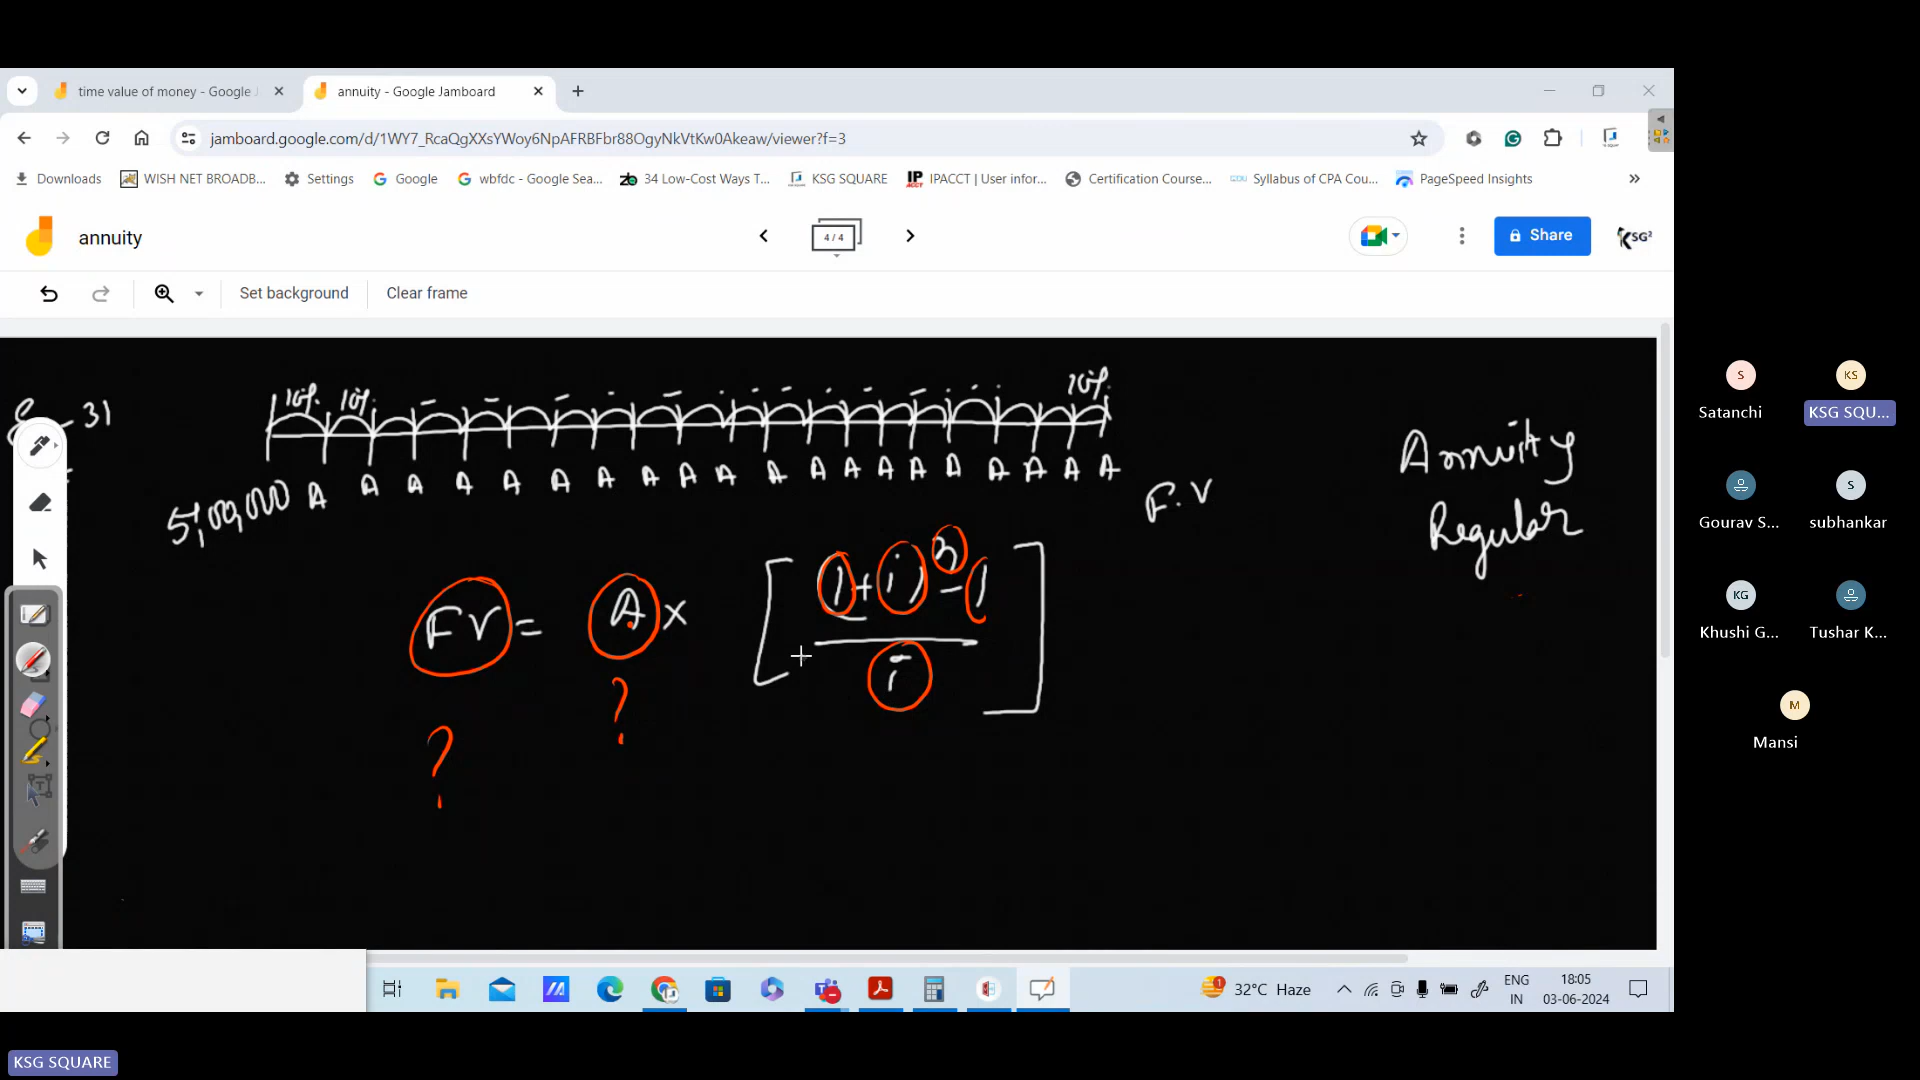 time value of money - Google J
annuity - Google Jamboard
jamboard.google.com/d/1WY7_RcaQgXXsYWoy6NpAFRBFbr88OgyNkVtKw0Akeaw/viewer?f=3
Downloads WISH NET BROADB... Settings Google wbfdc - Google Sea... 34 Low-Cost Ways T... KSG SQUARE IPACCT | User infor... Certification Course... Syllabus of CPA Cou... PageSpeed Insights »
annuity
4 / 4
Share
KSG²
Set background Clear frame
31
10%. 10%. 10%.
A A A A A A A A A A A A A A A A A A A
5,00,000
F.V
Annuity
Regular
FV = A x [ (1+i)^n - 1 / i ]
? ?
S KS
Satanchi KSG SQU...
S
Gourav S... subhankar
KG
Khushi G... Tushar K...
M
Mansi
32°C Haze
ENG
IN
18:05
03-06-2024
KSG SQUARE